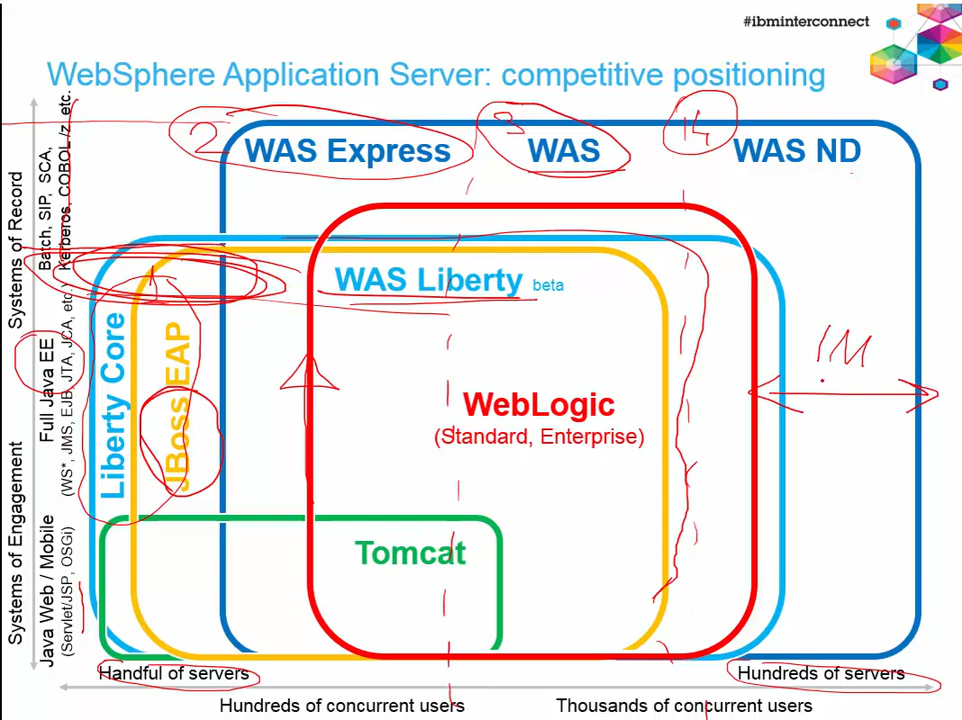 #ibminterconnect
WebSphere Application Server: competitive positioning
2
3
14
WAS Express
WAS
WAS ND
Systems of Record
Batch, SIP, SCA,
Kerberos, COBOL /z, etc.
WAS Liberty beta
Full Java EE
(WS*, JMS, EJB, JTA, JCA, etc.
Liberty Core
JBoss EAP
WebLogic
(Standard, Enterprise)
Systems of Engagement
Java Web / Mobile
(Servlet/JSP, OSGi)
Tomcat
Handful of servers
Hundreds of servers
Hundreds of concurrent users
Thousands of concurrent users